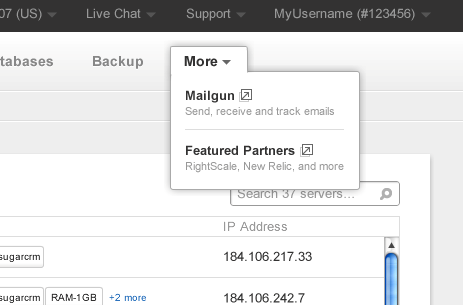 07 (US) Live Chat Support MyUsername (#123456)
tabases Backup More
Mailgun
Send, receive and track emails
Featured Partners
RightScale, New Relic, and more
Search 37 servers...
IP Address
sugarcrm 184.106.217.33
sugarcrm RAM-1GB +2 more 184.106.242.7